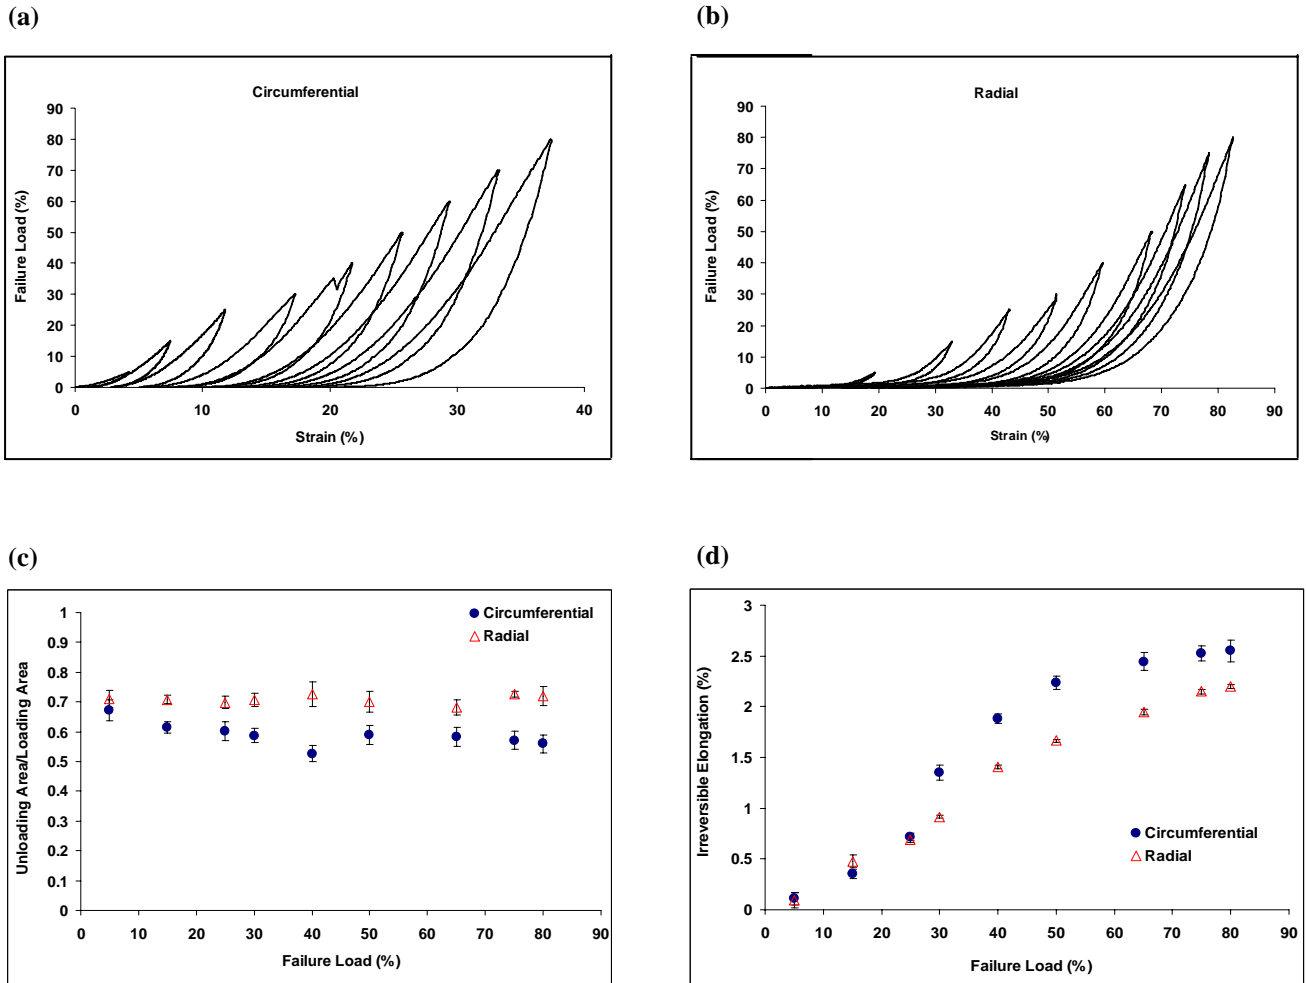 (a)
Circumferential
90
80
70
60
50
40
30
20
10
0
Failure Load (%)
0 10 20 30 40
Strain (%)
(b)
Radial
90
80
70
60
50
40
30
20
10
0
Failure Load (%)
0 10 20 30 40 50 60 70 80 90
Strain (%)
(c)
Circumferential
Radial
1
0.9
0.8
0.7
0.6
0.5
0.4
0.3
0.2
0.1
0
Unloading Area/Loading Area
0 10 20 30 40 50 60 70 80 90
Failure Load (%)
(d)
3
2.5
2
1.5
1
0.5
0
Irreversible Elongation (%)
Circumferential
Radial
0 10 20 30 40 50 60 70 80 90
Failure Load (%)